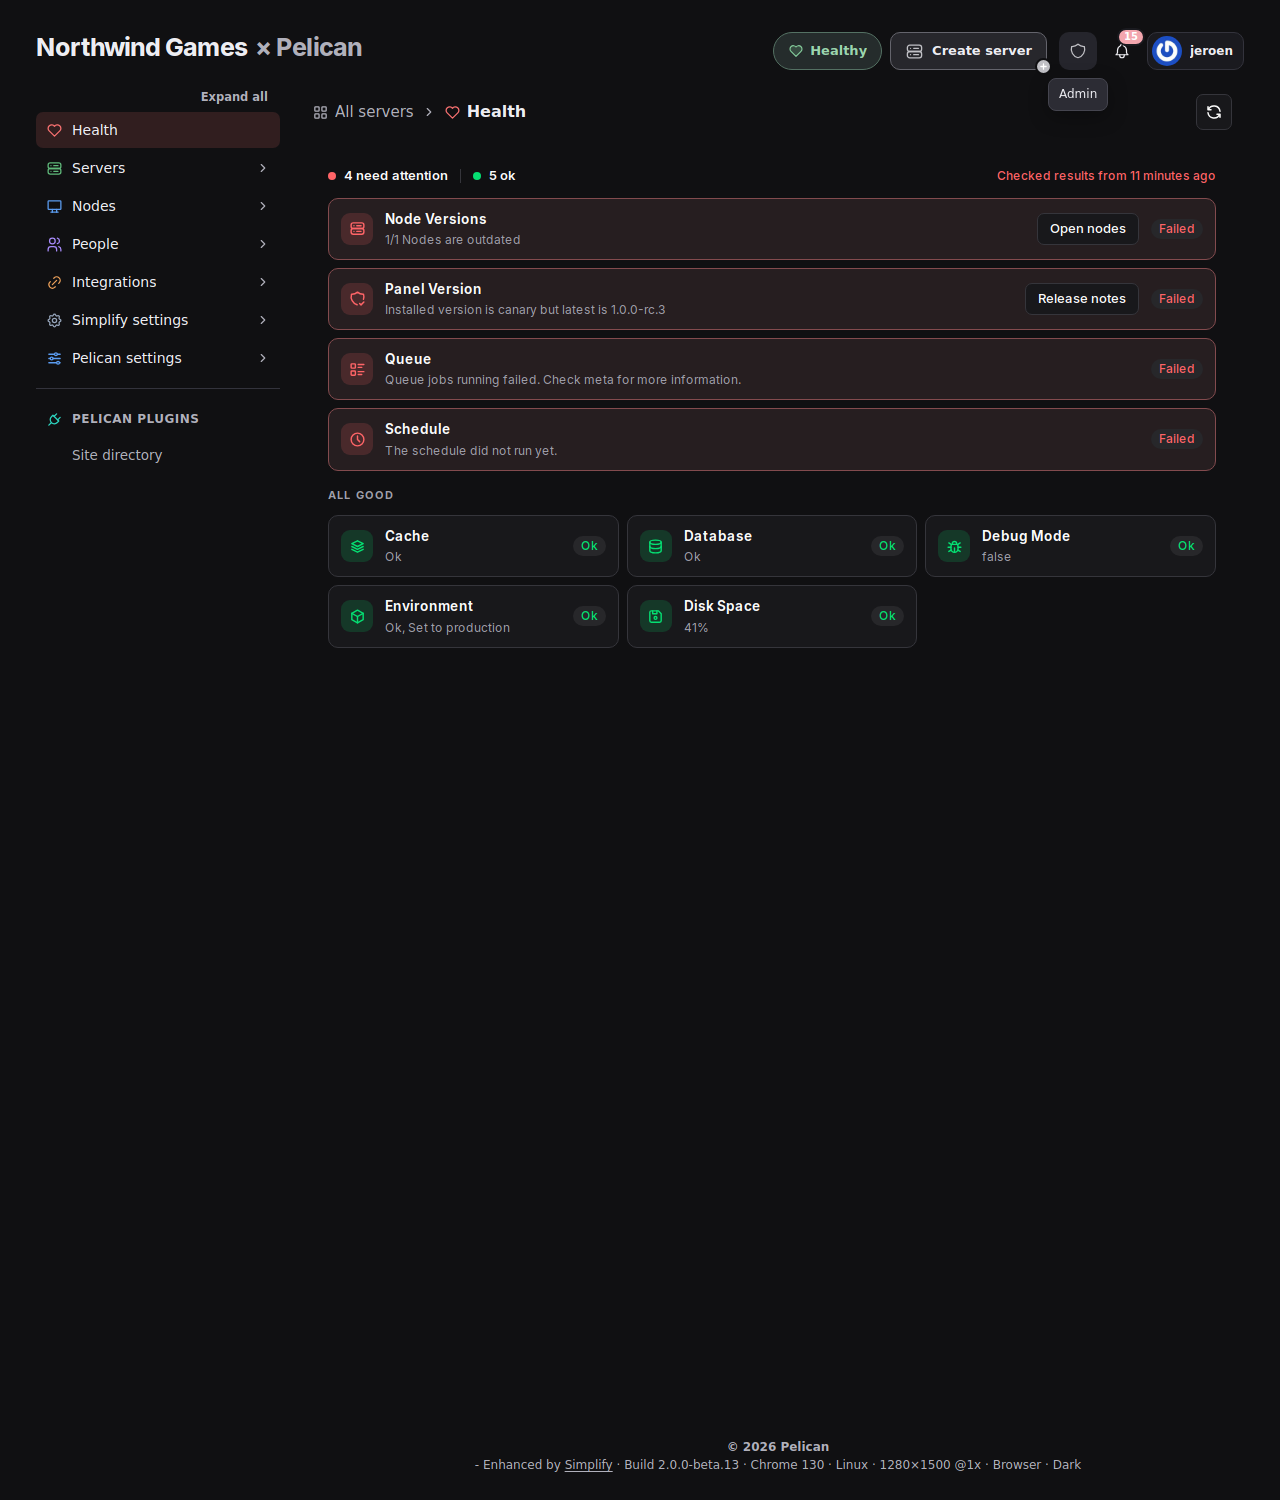 Northwind Games × Pelican
Healthy
Create server
15
jeroen
Admin
Expand all
Health
Servers
Nodes
People
Integrations
Simplify settings
Pelican settings
PELICAN PLUGINS
Site directory
All servers
Health
4 need attention
5 ok
Checked results from 11 minutes ago
Node Versions
1/1 Nodes are outdated
Open nodes
Failed
Panel Version
Installed version is canary but latest is 1.0.0-rc.3
Release notes
Failed
Queue
Queue jobs running failed. Check meta for more information.
Failed
Schedule
The schedule did not run yet.
Failed
ALL GOOD
Cache
Ok
Ok
Database
Ok
Ok
Debug Mode
false
Ok
Environment
Ok, Set to production
Ok
Disk Space
41%
Ok
© 2026 Pelican
- Enhanced by Simplify · Build 2.0.0-beta.13 · Chrome 130 · Linux · 1280×1500 @1x · Browser · Dark